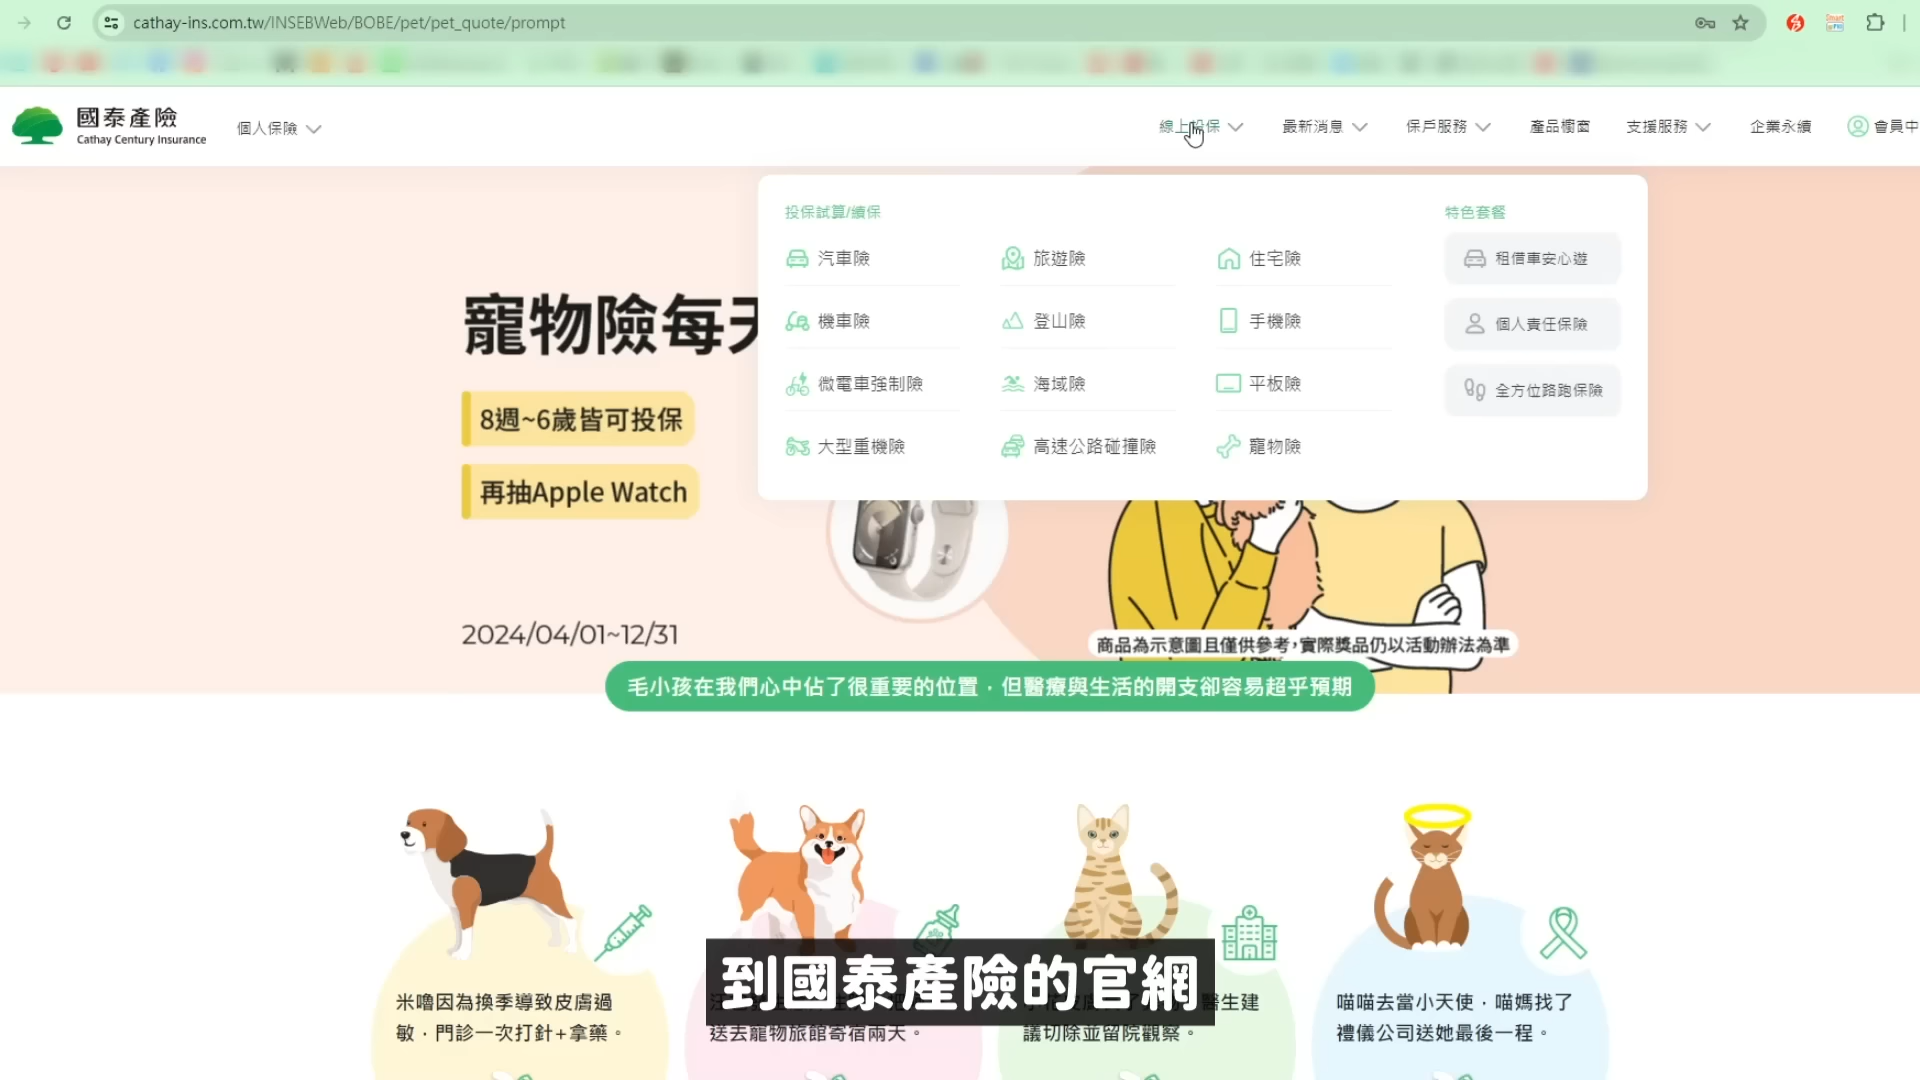 cathay-ins.com.tw/INSEBWeb/BOBE/pet/pet_quote/prompt
國泰產險
Cathay Century Insurance
個人保險
線上投保
最新消息
保戶服務
產品櫥窗
支援服務
企業永續
會員中
投保試算/續保
特色套餐
汽車險
旅遊險
住宅險
租借車安心遊
機車險
登山險
手機險
個人責任保險
微電車強制險
海域險
平板險
全方位路跑保險
大型重機險
高速公路碰撞險
寵物險
寵物險每天
8週~6歲皆可投保
再抽Apple Watch
2024/04/01~12/31
商品為示意圖且僅供參考,實際獎品仍以活動辦法為準
毛小孩在我們心中佔了很重要的位置，但醫療與生活的開支卻容易超乎預期
米嚕因為換季導致皮膚過
敏，門診一次打針+拿藥。
送去寵物旅館寄宿兩天。
醫生建
議切除並留院觀察。
喵喵去當小天使，喵媽找了
禮儀公司送她最後一程。
到國泰產險的官網